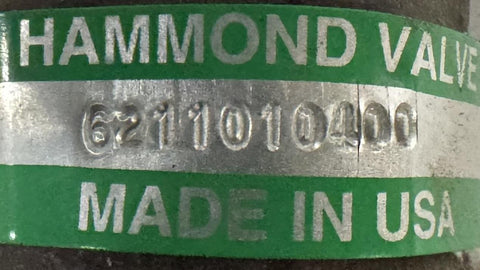 HAMMOND VALVE
6211010400
MADE IN USA